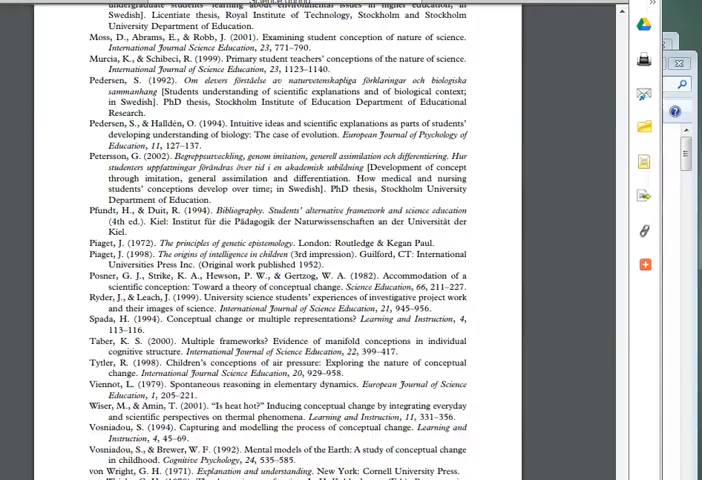 undergraduate students' learning about environmental issues in higher education, in
Swedish]. Licentiate thesis, Royal Institute of Technology, Stockholm and Stockholm
University Department of Education.
Moss, D., Abrams, E., & Robb, J. (2001). Examining student conception of nature of science.
International Journal Science Education, 23, 771–790.
Murcia, K., & Schibeci, R. (1999). Primary student teachers' conceptions of the nature of science.
International Journal of Science Education, 23, 1123–1140.
Pedersen, S. (1992). Om elevers förståelse av naturvetenskapliga förklaringar och biologiska
sammanhang [Students understanding of scientific explanations and of biological context;
in Swedish]. PhD thesis, Stockholm Institute of Education Department of Educational
Research.
Pedersen, S., & Halldén, O. (1994). Intuitive ideas and scientific explanations as parts of students'
developing understanding of biology: The case of evolution. European Journal of Psychology of
Education, 11, 127–137.
Petersson, G. (2002). Begreppsutveckling, genom imitation, generell assimilation och differentiering. Hur
studenters uppfattningar förändras över tid i en akademisk utbildning [Development of concept
through imitation, general assimilation and differentiation. How medical and nursing
students' conceptions develop over time; in Swedish]. PhD thesis, Stockholm University
Department of Education.
Pfundt, H., & Duit, R. (1994). Bibliography. Students' alternative framework and science education
(4th ed.). Kiel: Institut für die Pädagogik der Naturwissenschaften an der Universität der
Kiel.
Piaget, J. (1972). The principles of genetic epistemology. London: Routledge & Kegan Paul.
Piaget, J. (1998). The origins of intelligence in children (3rd impression). Guilford, CT: International
Universities Press Inc. (Original work published 1952).
Posner, G. J., Strike, K. A., Hewson, P. W., & Gertzog, W. A. (1982). Accommodation of a
scientific conception: Toward a theory of conceptual change. Science Education, 66, 211–227.
Ryder, J., & Leach, J. (1999). University science students' experiences of investigative project work
and their images of science. International Journal of Science Education, 21, 945–956.
Spada, H. (1994). Conceptual change or multiple representations? Learning and Instruction, 4,
113–116.
Taber, K. S. (2000). Multiple frameworks? Evidence of manifold conceptions in individual
cognitive structure. International Journal of Science Education, 22, 399–417.
Tytler, R. (1998). Children's conceptions of air pressure: Exploring the nature of conceptual
change. International Journal Science Education, 20, 929–958.
Viennot, L. (1979). Spontaneous reasoning in elementary dynamics. European Journal of Science
Education, 1, 205–221.
Wiser, M., & Amin, T. (2001). "Is heat hot?" Inducing conceptual change by integrating everyday
and scientific perspectives on thermal phenomena. Learning and Instruction, 11, 331–356.
Vosniadou, S. (1994). Capturing and modelling the process of conceptual change. Learning and
Instruction, 4, 45–69.
Vosniadou, S., & Brewer, W. F. (1992). Mental models of the Earth: A study of conceptual change
in childhood. Cognitive Psychology, 24, 535–585.
von Wright, G. H. (1971). Explanation and understanding. New York: Cornell University Press.